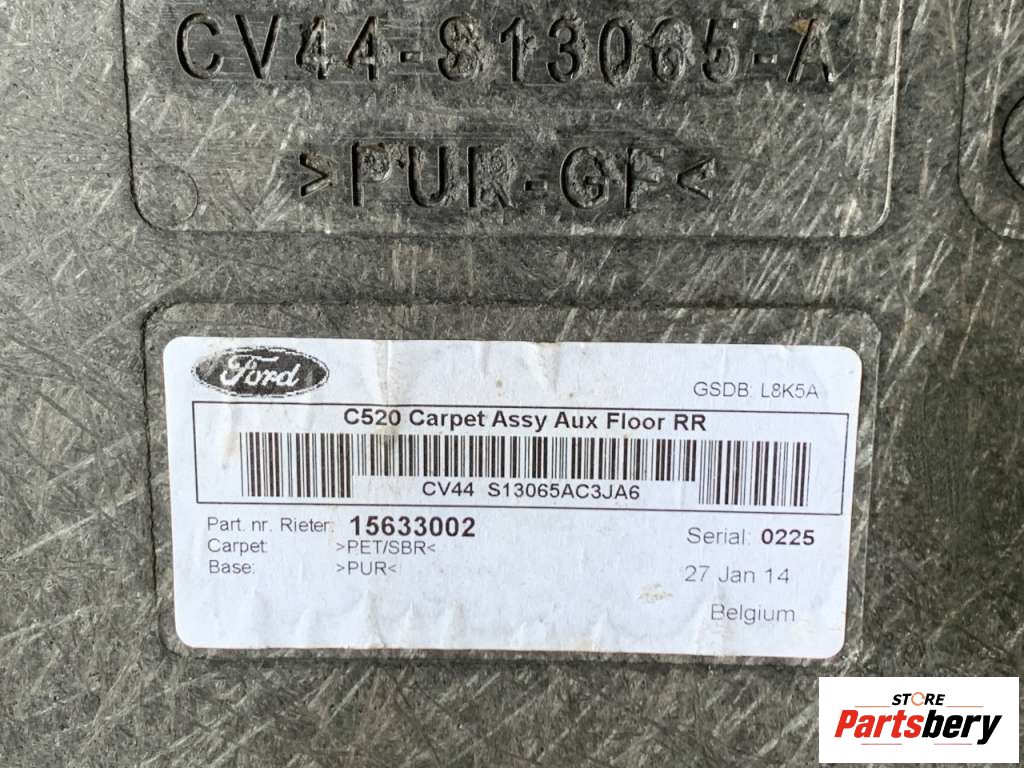 CV44-S13065-A
>PUR-GF<
Ford
GSDB: L8K5A
C520 Carpet Assy Aux Floor RR
CV44 S13065AC3JA6
Part. nr. Rieter: 15633002
Serial: 0225
Carpet: >PET/SBR<
Base: >PUR<
27 Jan 14
Belgium
STORE
Partsbery